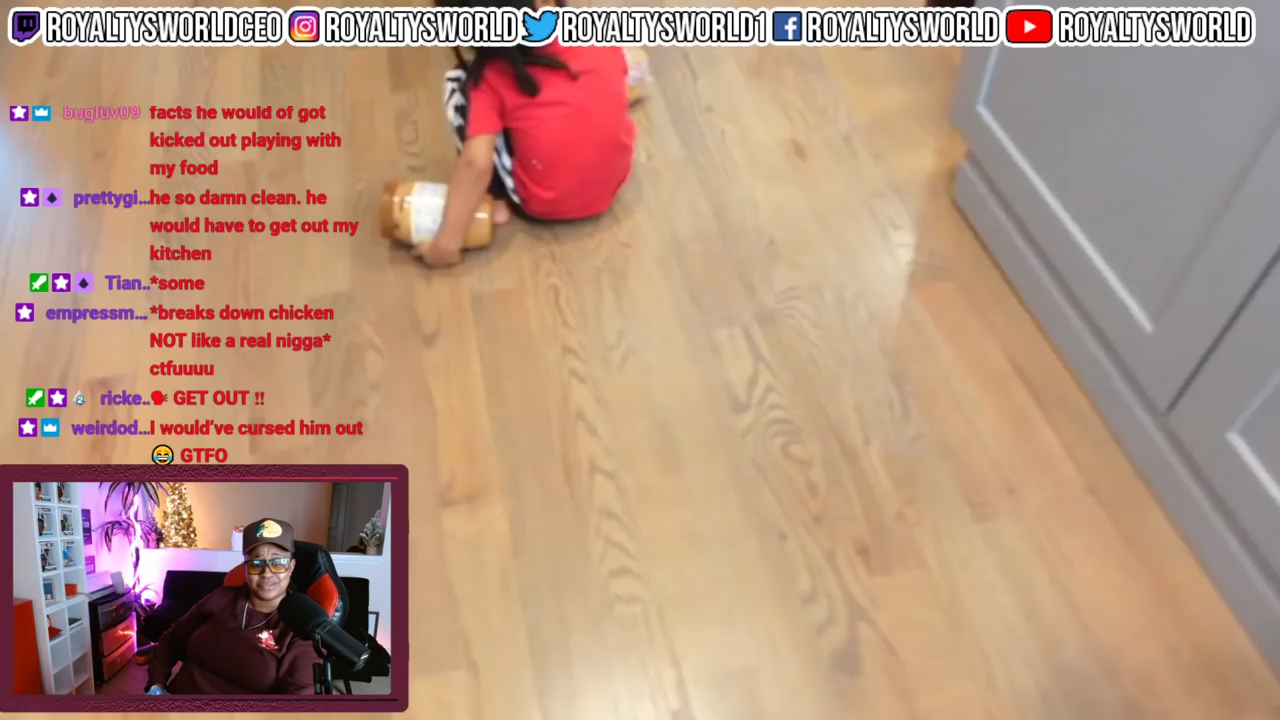 ROYALTYSWORLDCEO ROYALTYSWORLD ROYALTYSWORLD1 ROYALTYSWORLD ROYALTYSWORLD
bugluv09 facts he would of got
kicked out playing with
my food
prettygi... he so damn clean. he
would have to get out my
kitchen
Tian.. *some
empressm... *breaks down chicken
NOT like a real nigga*
ctfuuuu
ricke.. 🗣 GET OUT ‼
weirdod... I would've cursed him out
😂 GTFO